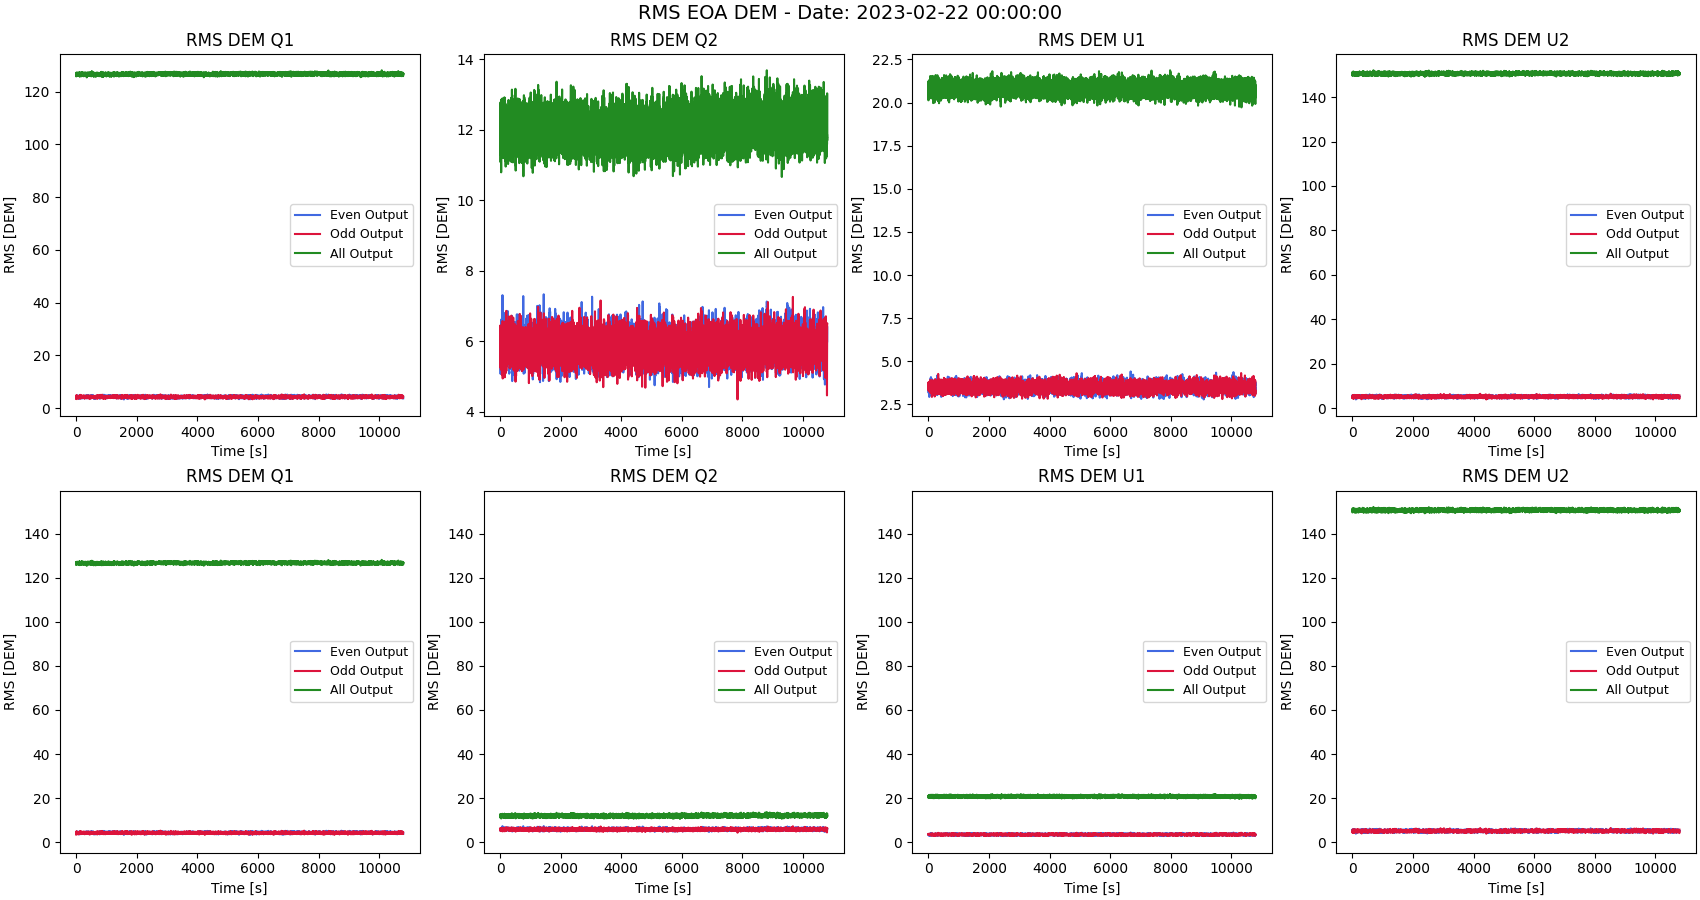 RMS EOA DEM - Date: 2023-02-22 00:00:00
RMS DEM Q1
RMS [DEM]
120
100
80
60
40
20
0
Even Output
Odd Output
All Output
0 2000 4000 6000 8000 10000
Time [s]
RMS DEM Q2
RMS [DEM]
14
12
10
8
6
4
Even Output
Odd Output
All Output
0 2000 4000 6000 8000 10000
Time [s]
RMS DEM U1
RMS [DEM]
22.5
20.0
17.5
15.0
12.5
10.0
7.5
5.0
2.5
Even Output
Odd Output
All Output
0 2000 4000 6000 8000 10000
Time [s]
RMS DEM U2
RMS [DEM]
140
120
100
80
60
40
20
0
Even Output
Odd Output
All Output
0 2000 4000 6000 8000 10000
Time [s]
RMS DEM Q1
RMS [DEM]
140
120
100
80
60
40
20
0
Even Output
Odd Output
All Output
0 2000 4000 6000 8000 10000
Time [s]
RMS DEM Q2
RMS [DEM]
140
120
100
80
60
40
20
0
Even Output
Odd Output
All Output
0 2000 4000 6000 8000 10000
Time [s]
RMS DEM U1
RMS [DEM]
140
120
100
80
60
40
20
0
Even Output
Odd Output
All Output
0 2000 4000 6000 8000 10000
Time [s]
RMS DEM U2
RMS [DEM]
140
120
100
80
60
40
20
0
Even Output
Odd Output
All Output
0 2000 4000 6000 8000 10000
Time [s]